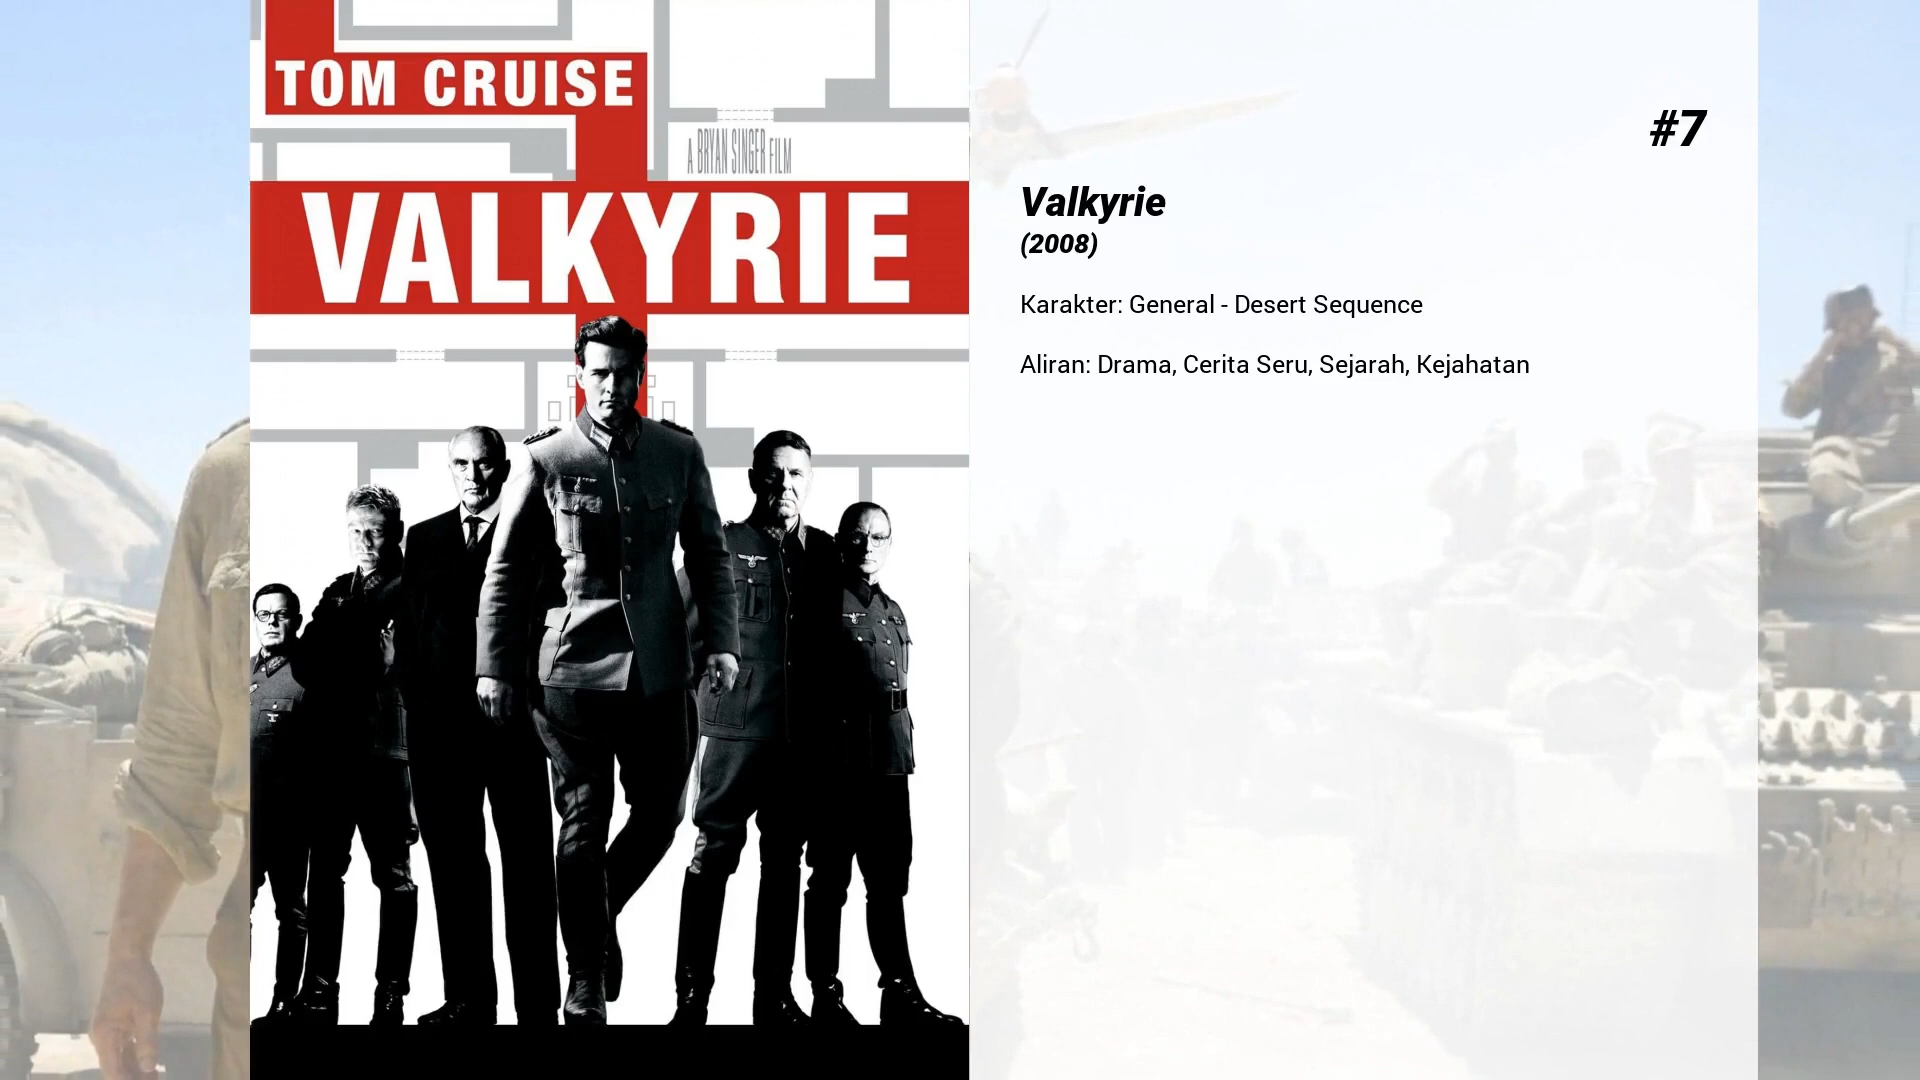 TOM CRUISE
A BRYAN SINGER FILM
VALKYRIE
#7
Valkyrie
(2008)
Karakter: General - Desert Sequence
Aliran: Drama, Cerita Seru, Sejarah, Kejahatan